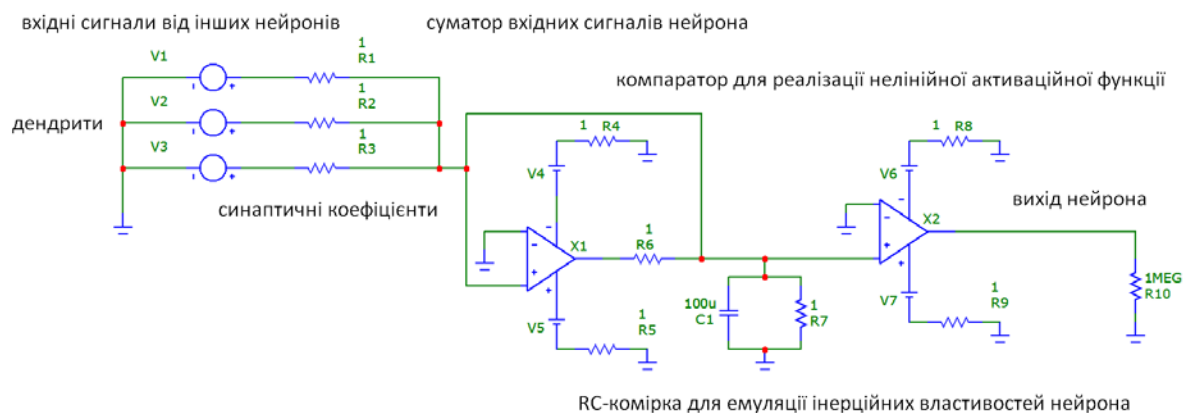 вхідні сигнали від інших нейронів
суматор вхідних сигналів нейрона
V1
1
R1
V2
1
R2
V3
1
R3
дендрити
синаптичні коефіцієнти
компаратор для реалізації нелінійної активаційної функції
1 R4
V4
- 
+
X1
1
R6
V5
1
R5
100u
C1
1
R7
1 R8
V6
-
+
X2
V7
1
R9
вихід нейрона
1MEG
R10
RC-комірка для емуляції інерційних властивостей нейрона